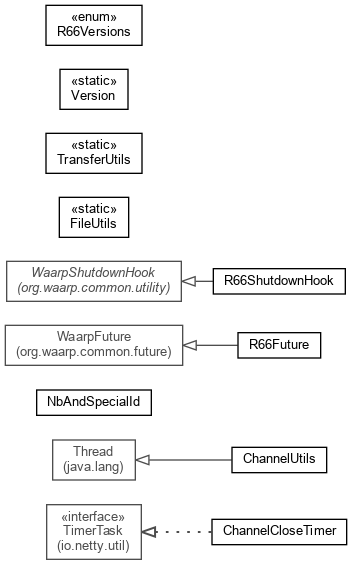 «enum»
R66Versions
«static»
Version
«static»
TransferUtils
«static»
FileUtils
WaarpShutdownHook
(org.waarp.common.utility)
R66ShutdownHook
WaarpFuture
(org.waarp.common.future)
R66Future
NbAndSpecialId
Thread
(java.lang)
ChannelUtils
«interface»
TimerTask
(io.netty.util)
ChannelCloseTimer